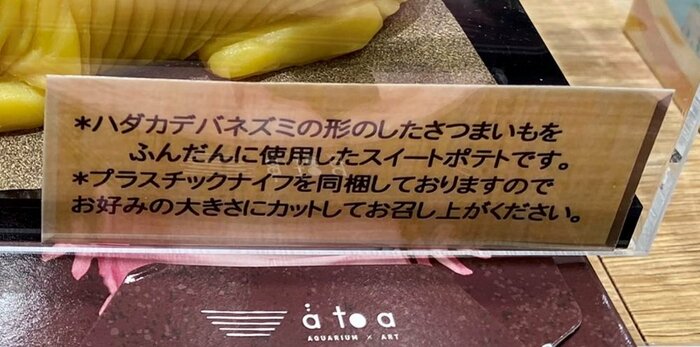 *ハダカデバネズミの形のしたさつまいもを
ふんだんに使用したスイートポテトです。
*プラスチックナイフを同梱しておりますので
お好みの大きさにカットしてお召し上がください。
átoa
AQUARIUM × ART